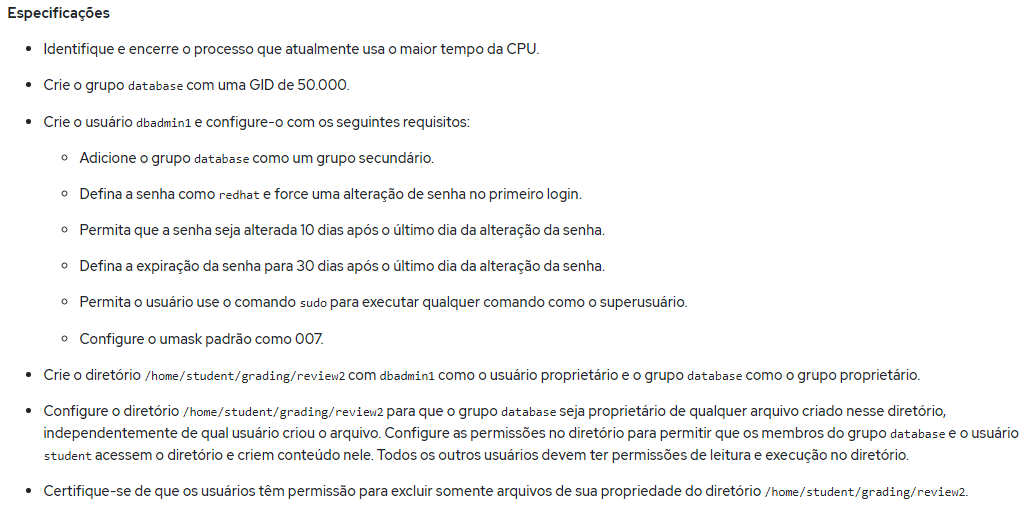 Especificações
Identifique e encerre o processo que atualmente usa o maior tempo da CPU.
Crie o grupo database com uma GID de 50.000.
Crie o usuário dbadmin1 e configure-o com os seguintes requisitos:
Adicione o grupo database como um grupo secundário.
Defina a senha como redhat e force uma alteração de senha no primeiro login.
Permita que a senha seja alterada 10 dias após o último dia da alteração da senha.
Defina a expiração da senha para 30 dias após o último dia da alteração da senha.
Permita o usuário use o comando sudo para executar qualquer comando como o superusuário.
Configure o umask padrão como 007.
Crie o diretório /home/student/grading/review2 com dbadmin1 como o usuário proprietário e o grupo database como o grupo proprietário.
Configure o diretório /home/student/grading/review2 para que o grupo database seja proprietário de qualquer arquivo criado nesse diretório,
independentemente de qual usuário criou o arquivo. Configure as permissões no diretório para permitir que os membros do grupo database e o usuário
student acessem o diretório e criem conteúdo nele. Todos os outros usuários devem ter permissões de leitura e execução no diretório.
Certifique-se de que os usuários têm permissão para excluir somente arquivos de sua propriedade do diretório /home/student/grading/review2.